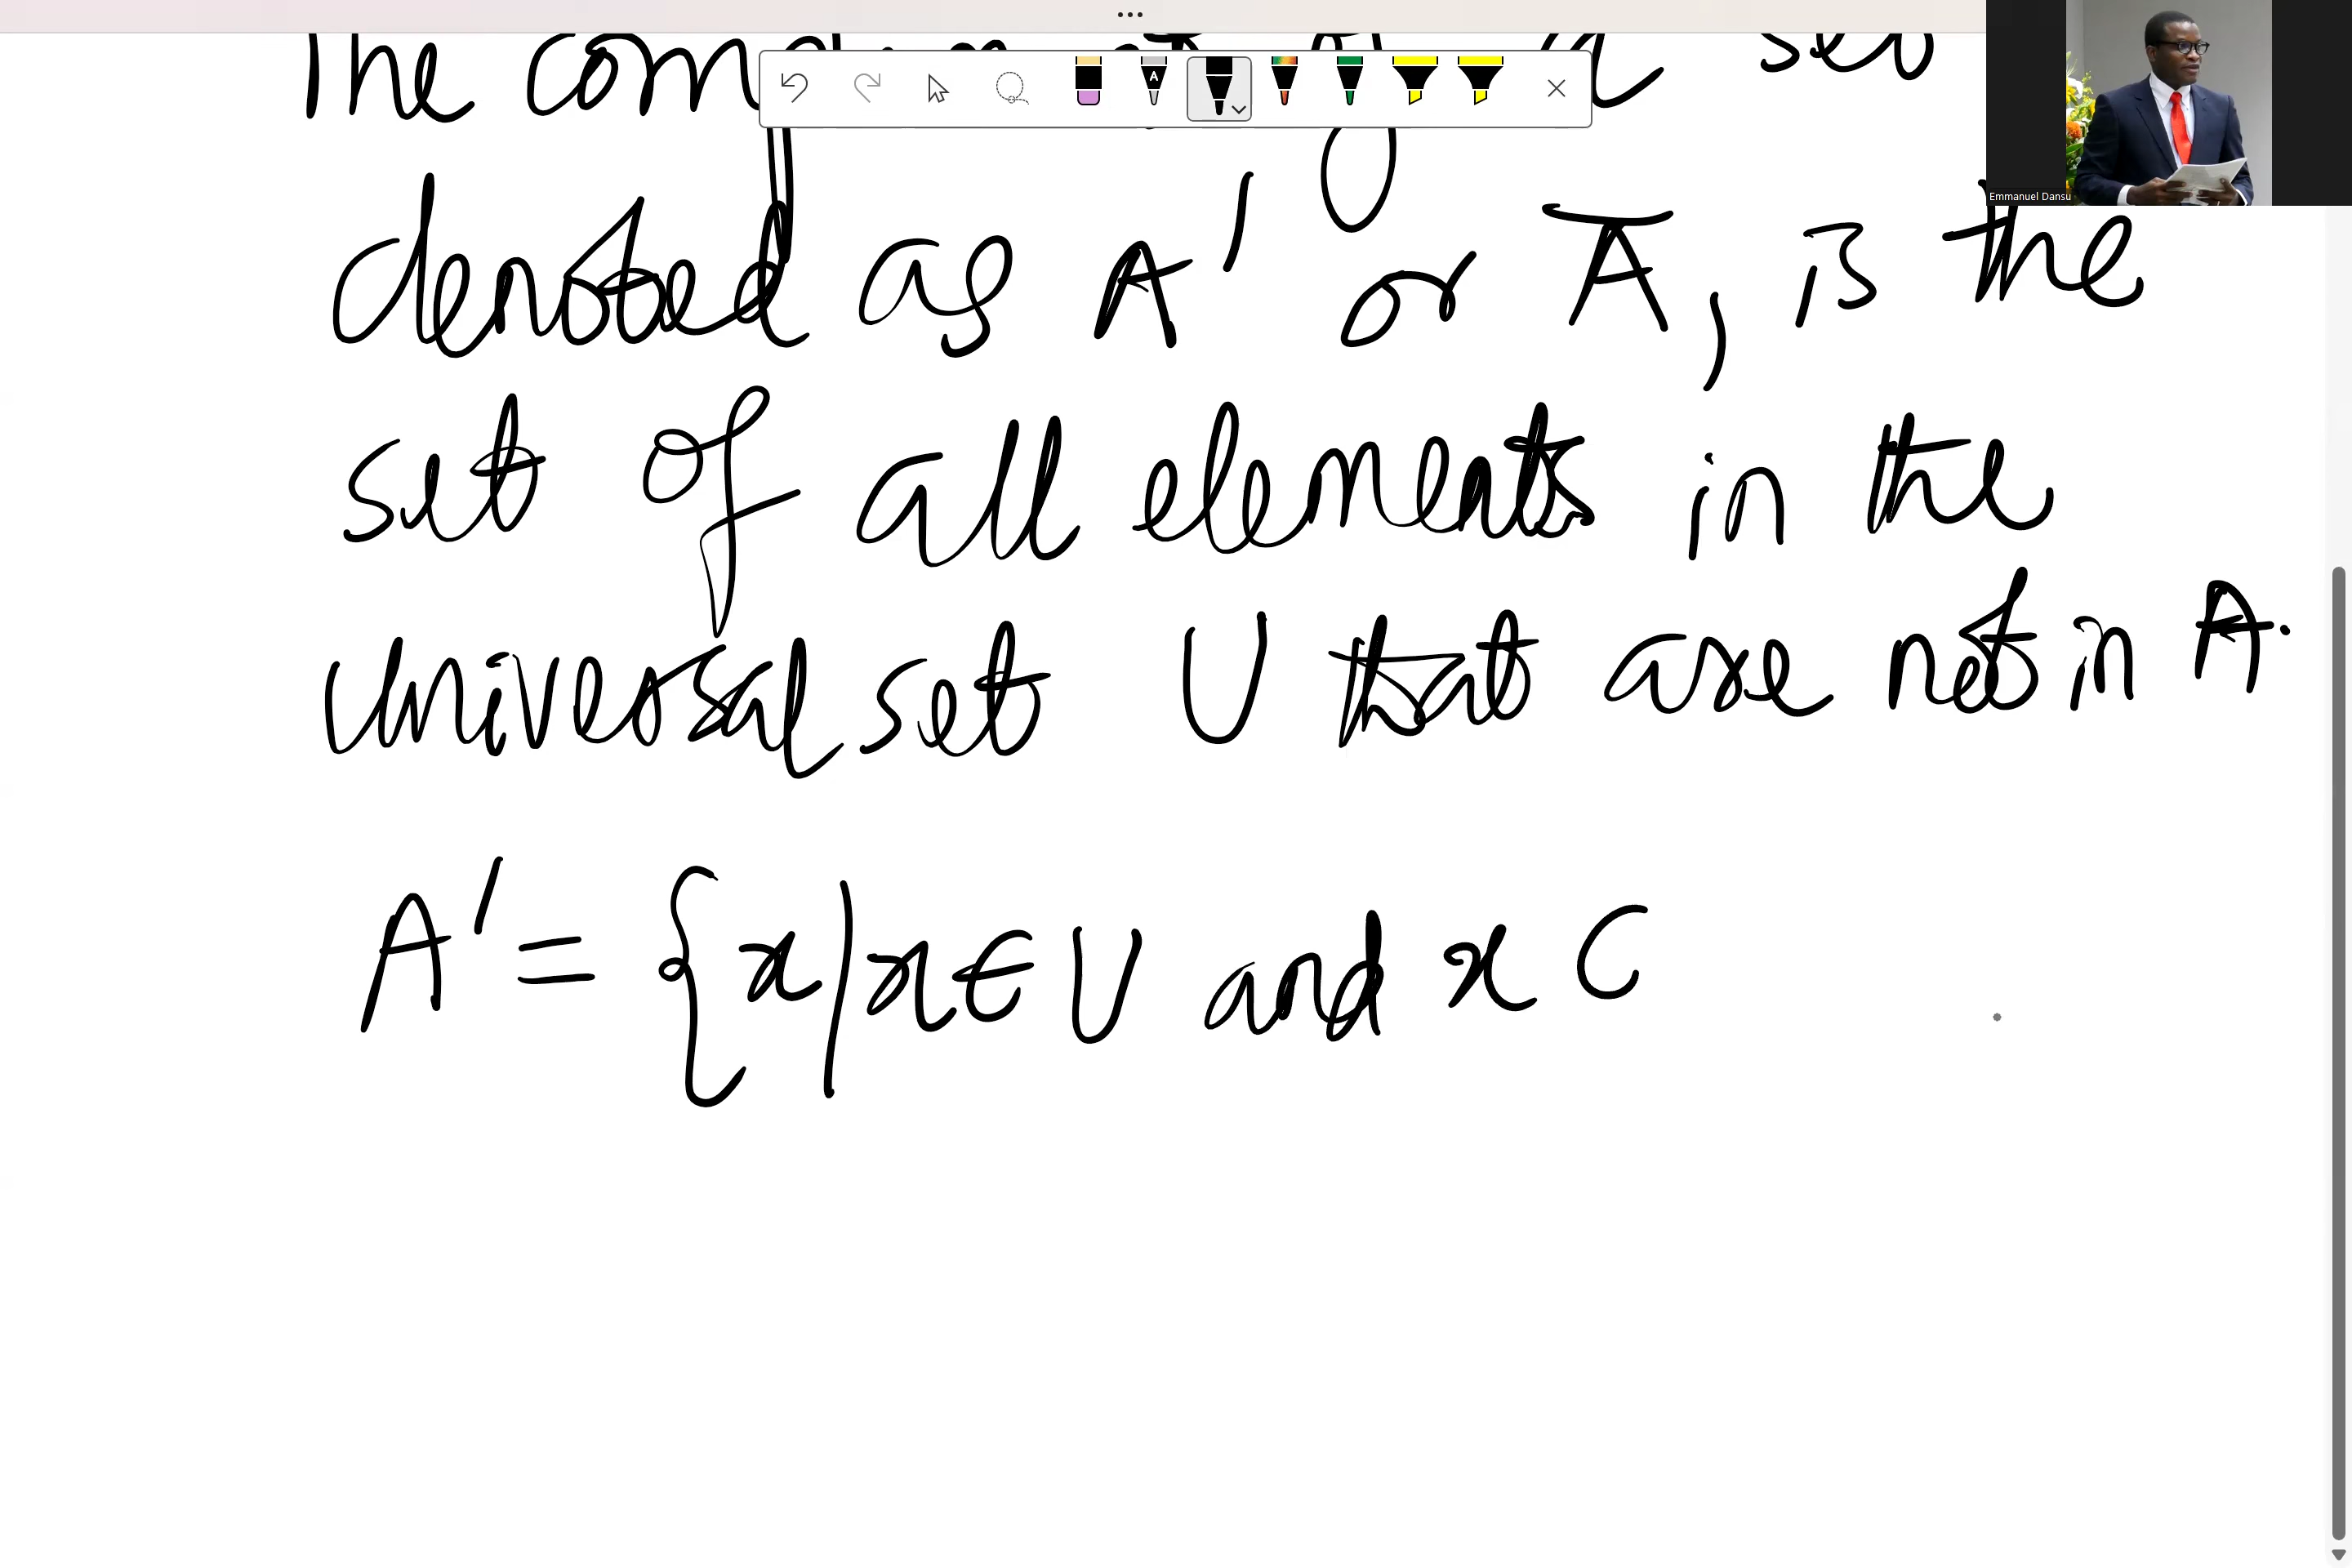 The set
Emmanuel Dansu
denoted as A' or A̅, is the
set of all elements in the
universal set U that are not in A.
A' = {x|x∈U and x C